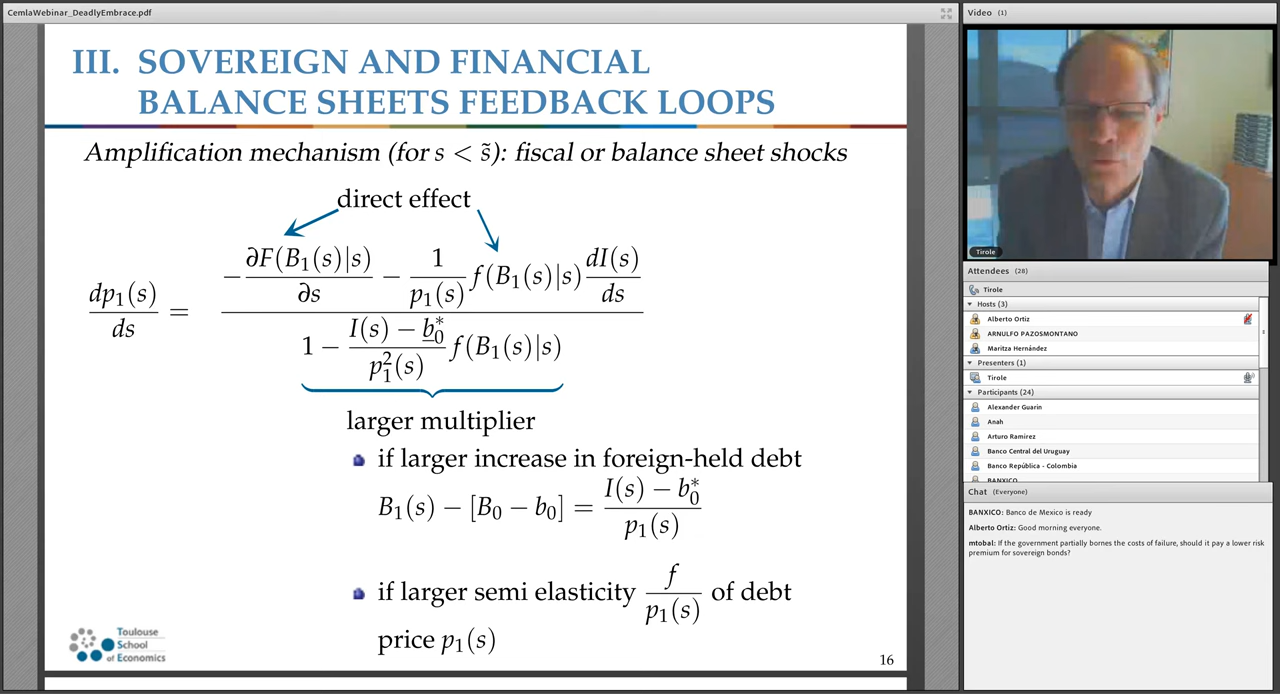 CemlaWebinar_DeadlyEmbrace.pdf
III. SOVEREIGN AND FINANCIAL
BALANCE SHEETS FEEDBACK LOOPS
Amplification mechanism (for s < s̃): fiscal or balance sheet shocks
direct effect
dp₁(s)/ds = [−∂F(B₁(s)|s)/∂s − 1/p₁(s) f(B₁(s)|s) dI(s)/ds] / [1 − (I(s) − b̲₀*)/p₁²(s) f(B₁(s)|s)]
larger multiplier
if larger increase in foreign-held debt
B₁(s) − [B₀ − b₀] = (I(s) − b₀*)/p₁(s)
if larger semi elasticity f/p₁(s) of debt
price p₁(s)
Toulouse
School
of Economics
16
Video (1)
Tirole
Attendees (28)
Tirole
Hosts (3)
Alberto Ortiz
ARNULFO PAZOSMONTANO
Maritza Hernández
Presenters (1)
Tirole
Participants (24)
Alexander Guarin
Anah
Arturo Ramírez
Banco Central del Uruguay
Banco República - Colombia
BANXICO
Chat (Everyone)
BANXICO: Banco de Mexico is ready
Alberto Ortiz: Good morning everyone.
mtobal: If the government partially bornes the costs of failure, should it pay a lower risk
premium for sovereign bonds?